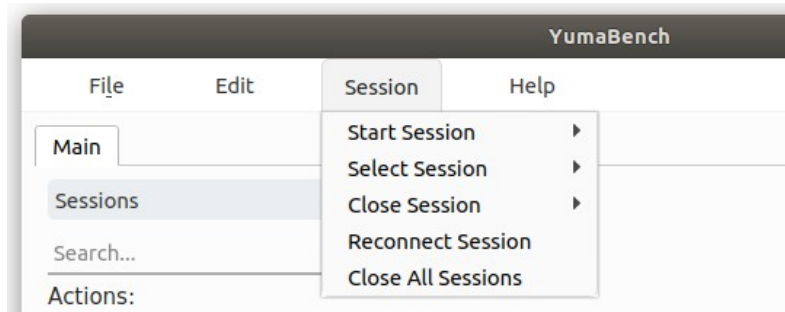 YumaBench
File Edit Session Help
Main
Sessions
Search...
Actions:
Start Session
Select Session
Close Session
Reconnect Session
Close All Sessions